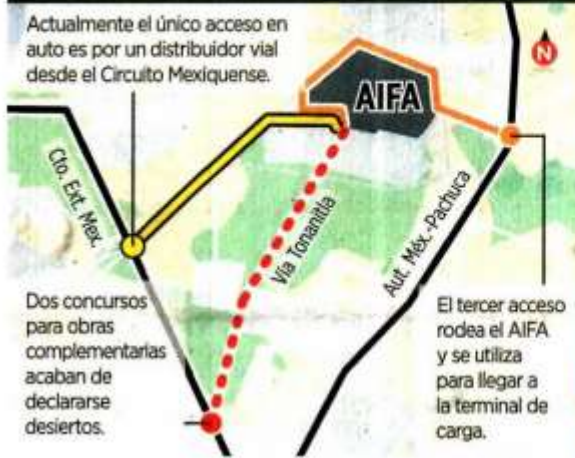 Actualmente el único acceso en
auto es por un distribuidor vial
desde el Circuito Mexiquense.
N
AIFA
Cto. Ext. Mex.
Vía Tonanitla
Aut. Méx.-Pachuca
Dos concursos
para obras
complementarias
acaban de
declararse
desiertos.
El tercer acceso
rodea el AIFA
y se utiliza
para llegar a
la terminal de
carga.